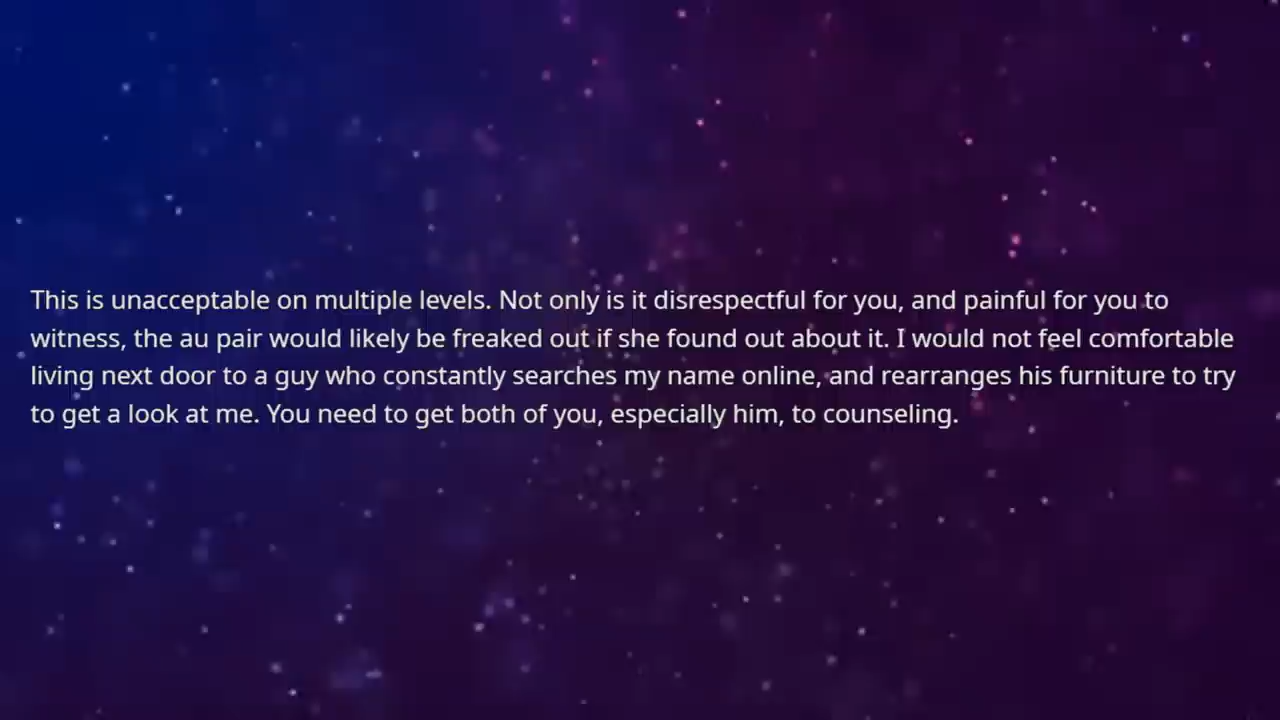 This is unacceptable on multiple levels. Not only is it disrespectful for you, and painful for you to
witness, the au pair would likely be freaked out if she found out about it. I would not feel comfortable
living next door to a guy who constantly searches my name online, and rearranges his furniture to try
to get a look at me. You need to get both of you, especially him, to counseling.